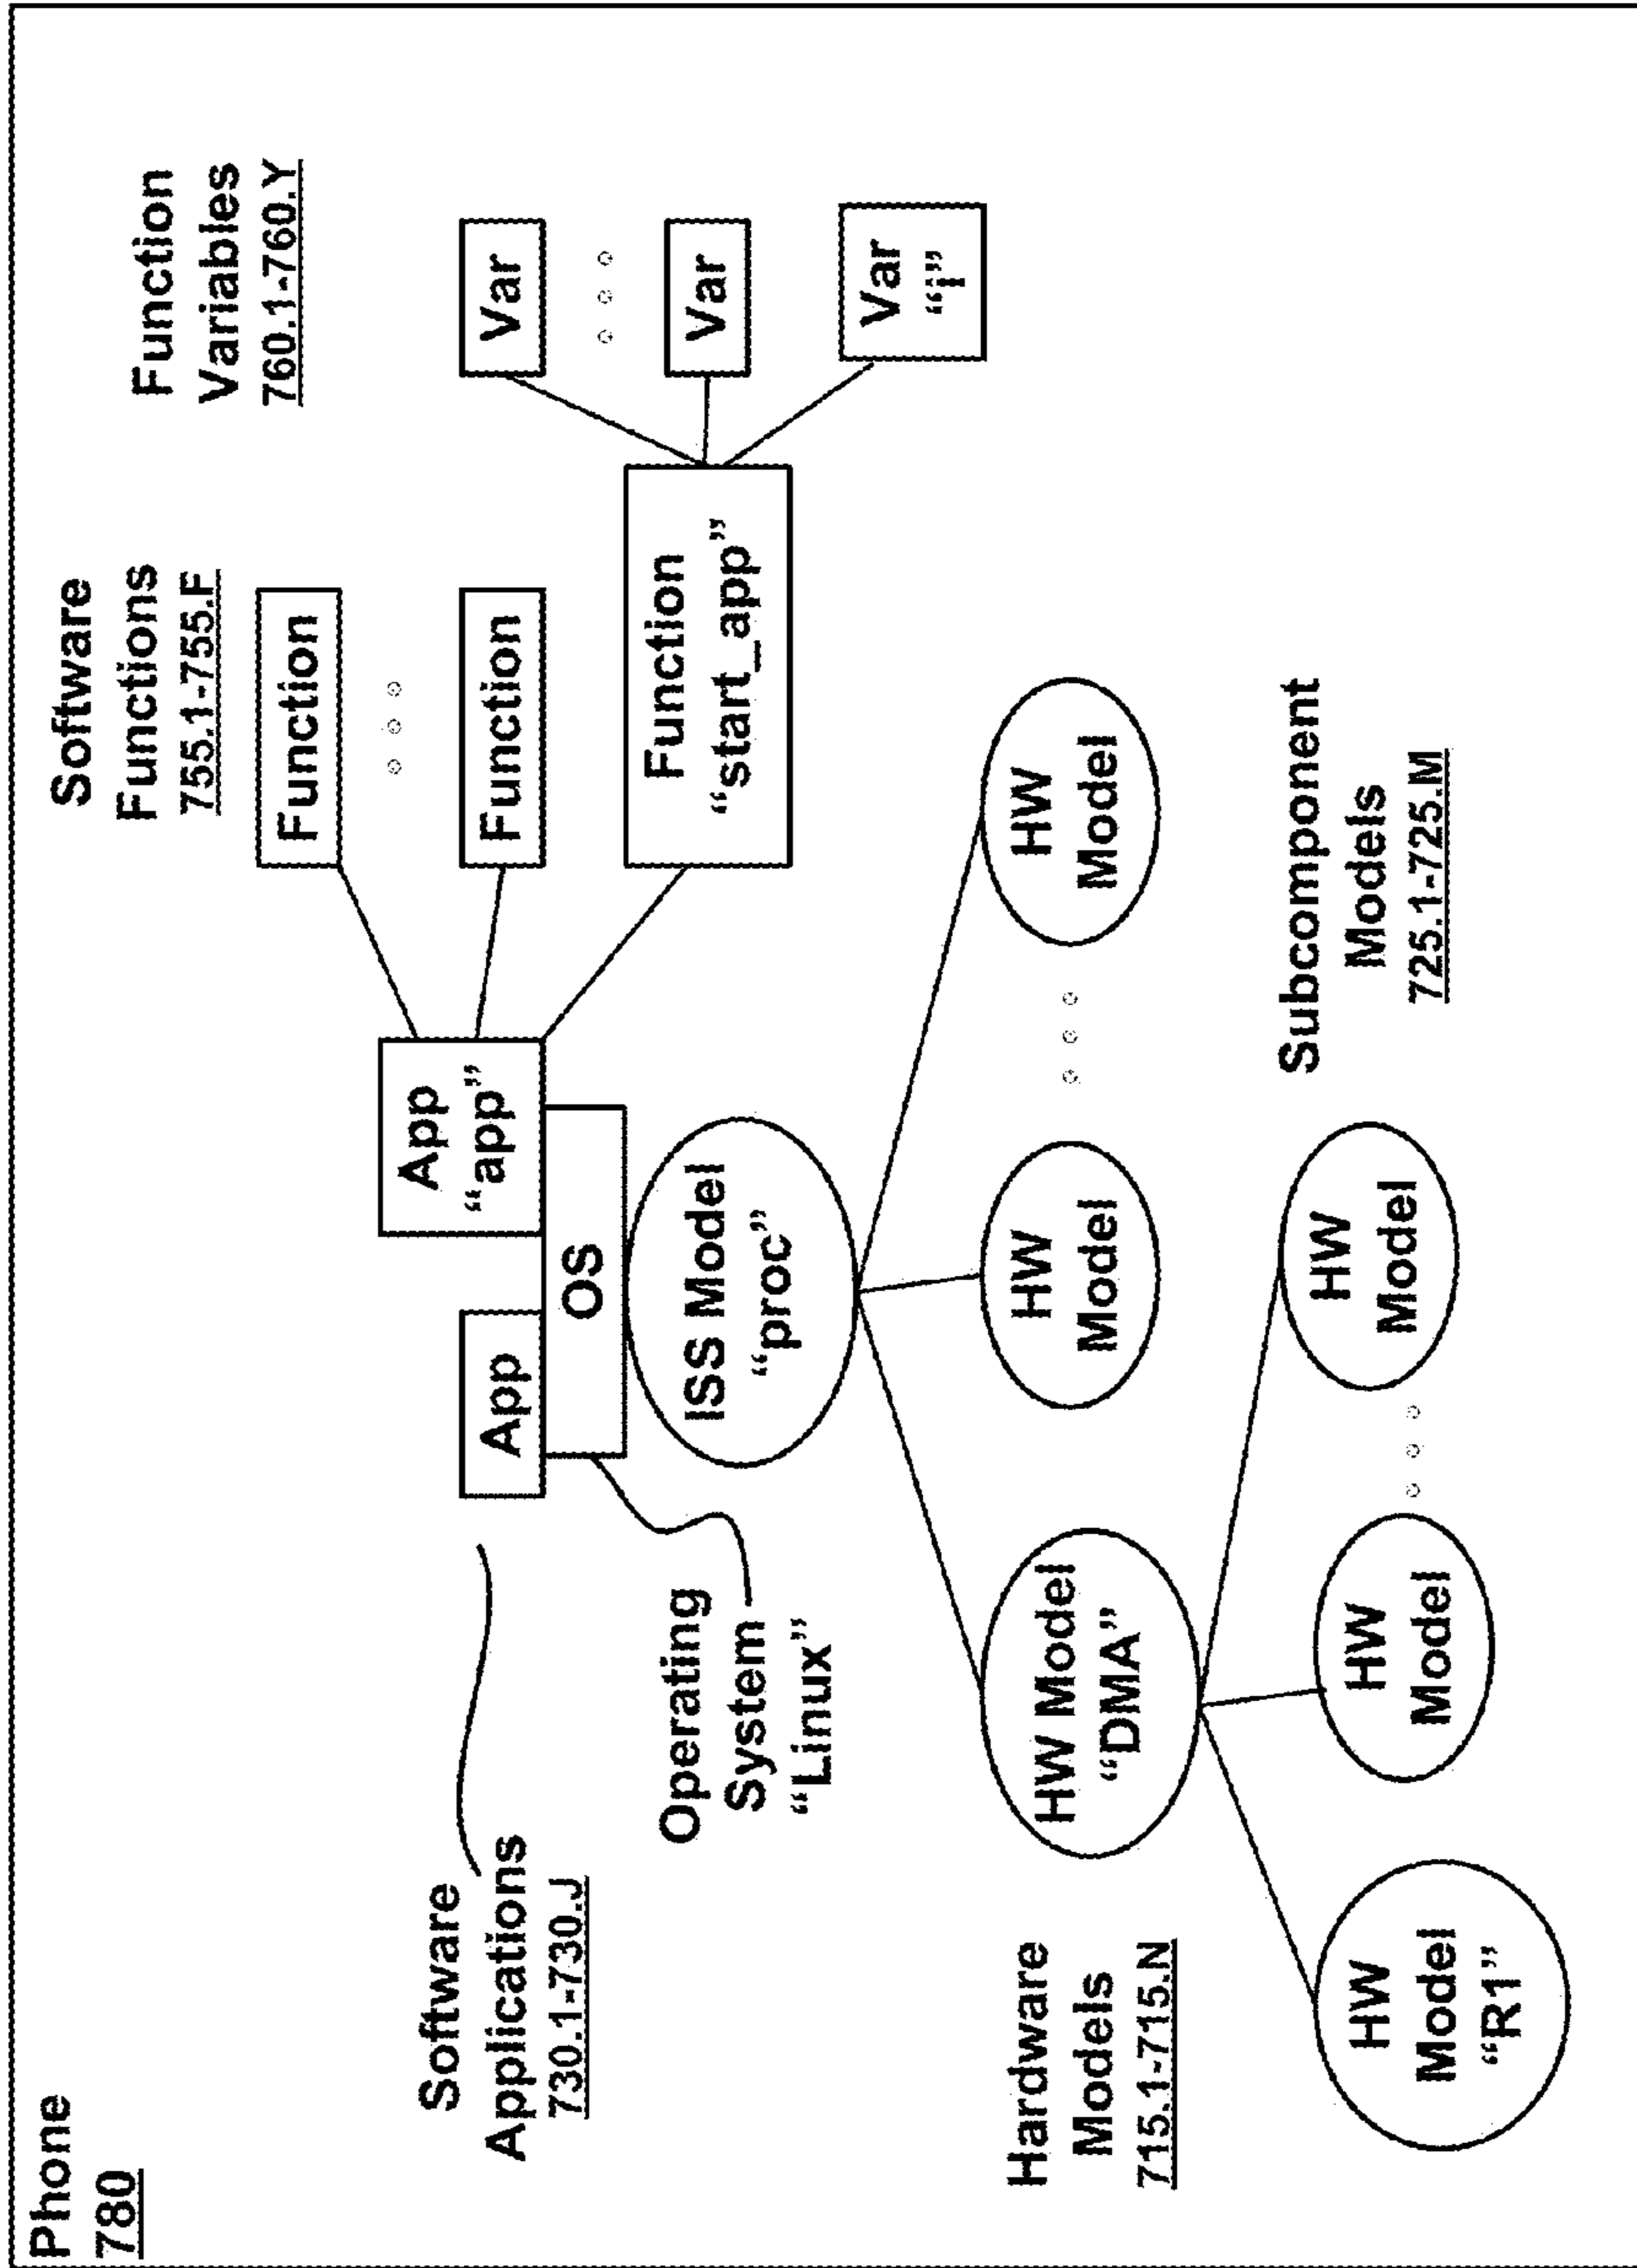 Phone
780
Software
Functions
755.1-755.F
Function
Variables
760.1-760.Y
Function
Function
Function
“start_app”
Var
Var
Var
“i”
Software
Applications
730.1-730.J
App
App
“app”
OS
Operating
System
“Linux”
ISS Model
“proc”
Hardware
Models
715.1-715.N
HW Model
“DMA”
HW
Model
HW
Model
Subcomponent
Models
725.1-725.M
HW
Model
“R1”
HW
Model
HW
Model